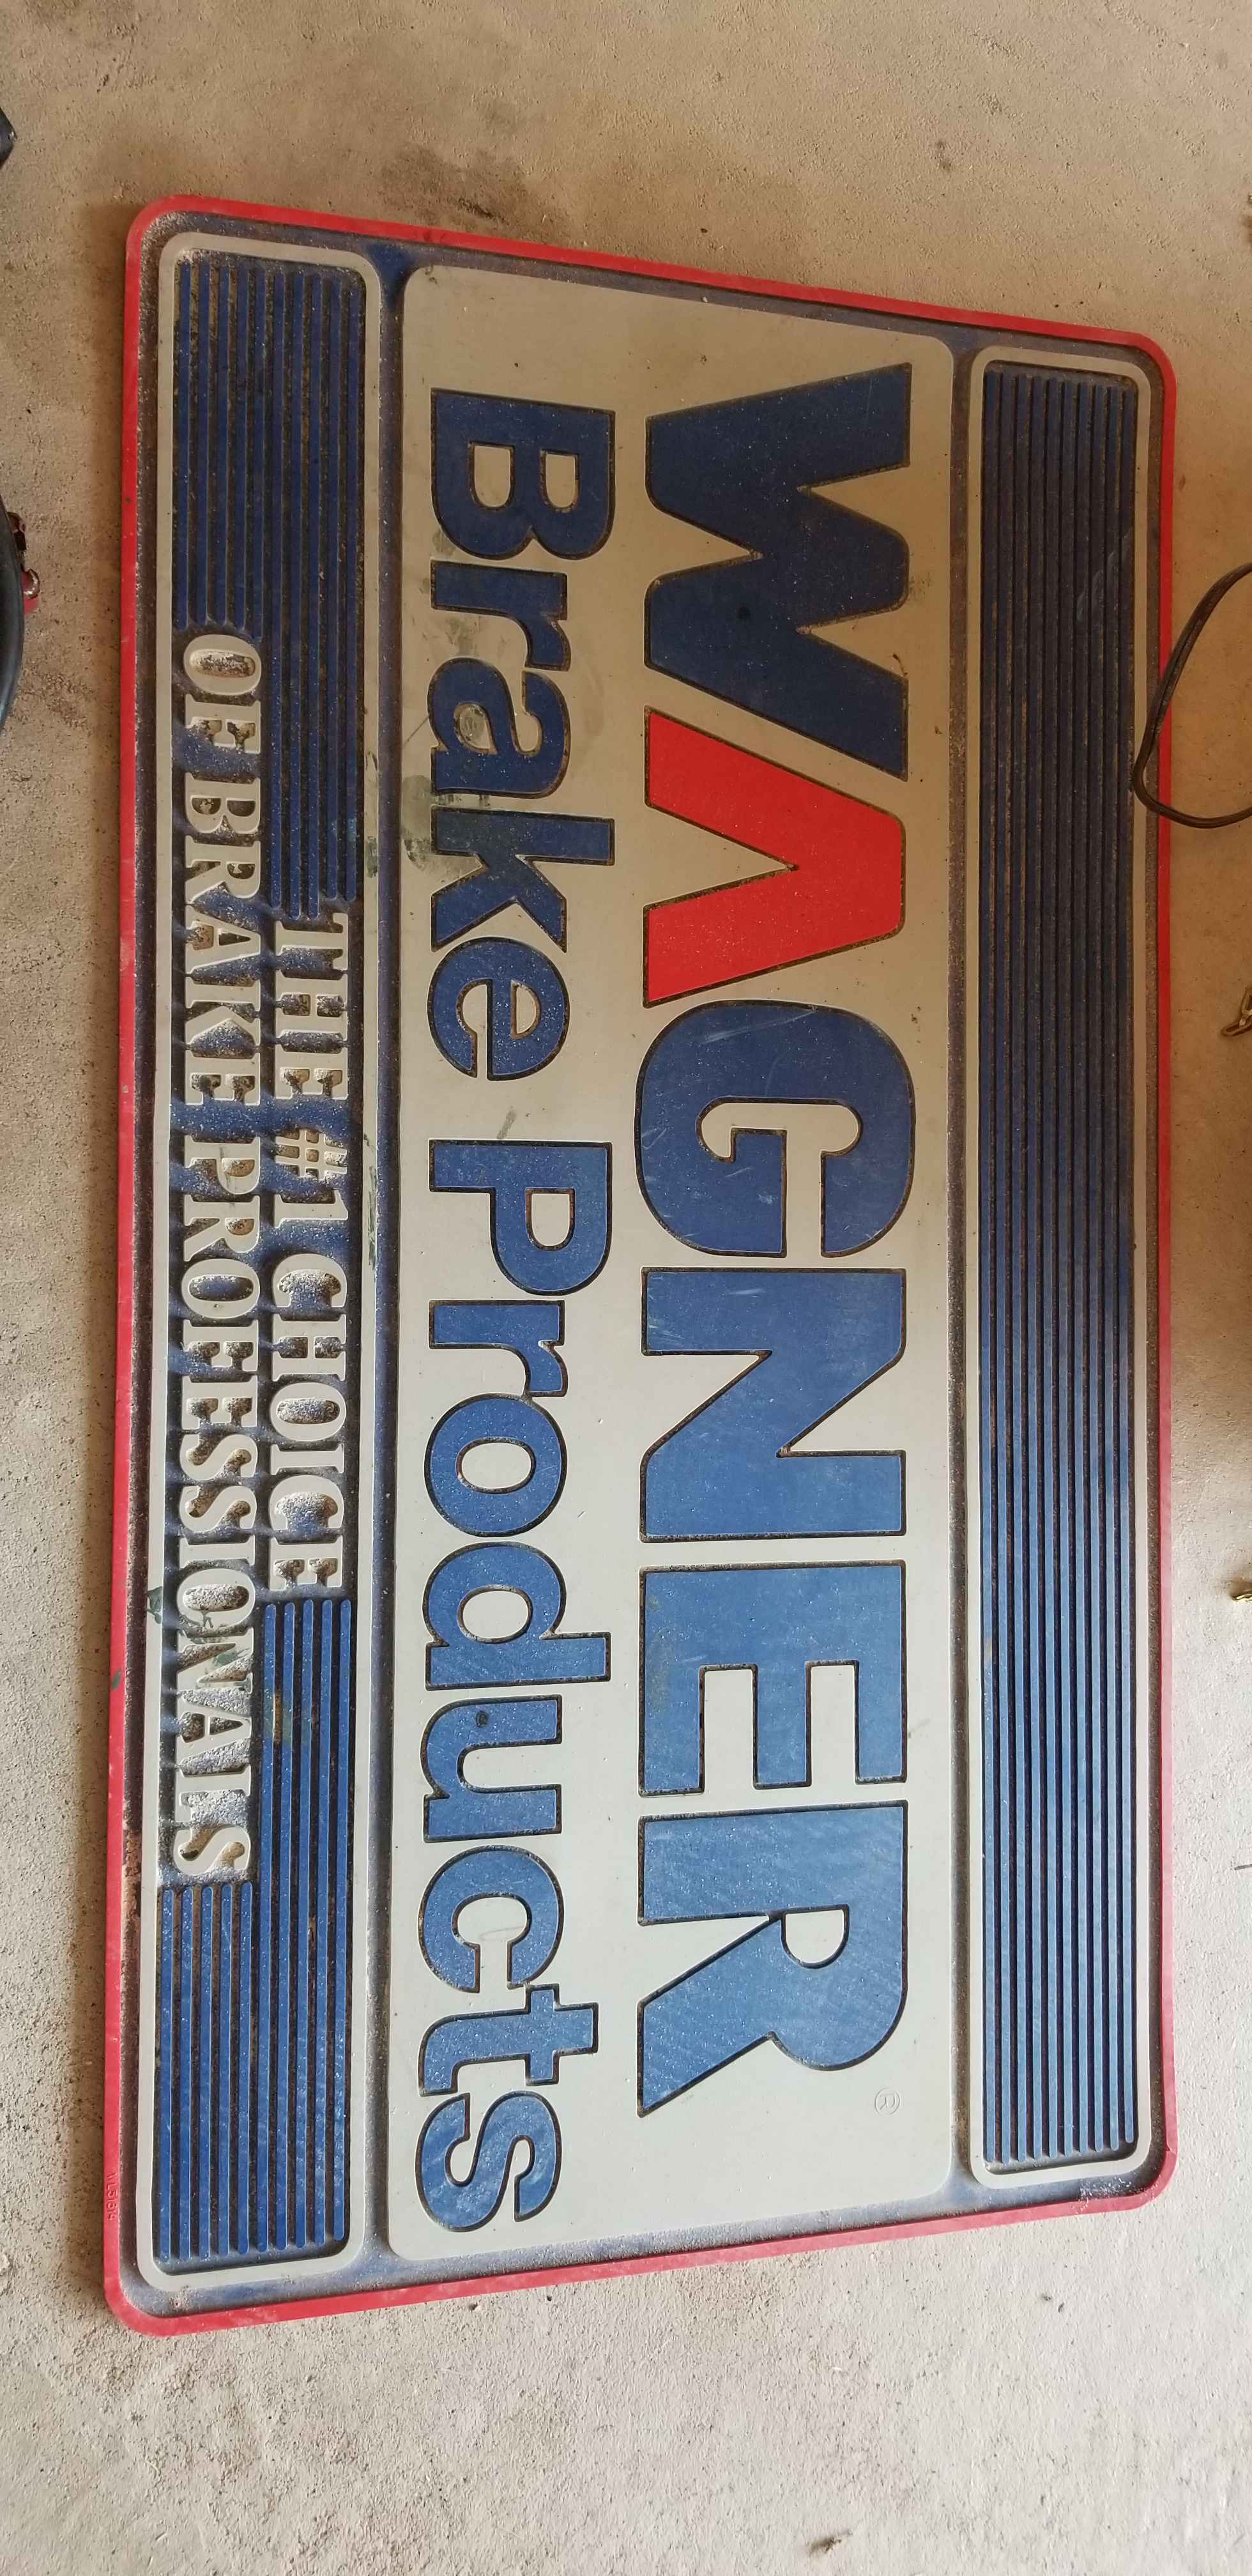 WAGNER ®
Brake Products
THE #1 CHOICE
OF BRAKE PROFESSIONALS